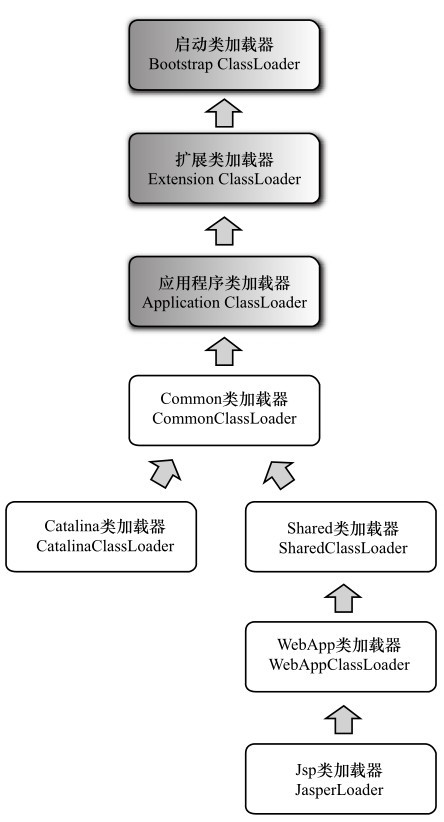 启动类加载器
Bootstrap ClassLoader
扩展类加载器
Extension ClassLoader
应用程序类加载器
Application ClassLoader
Common类加载器
CommonClassLoader
Catalina类加载器
CatalinaClassLoader
Shared类加载器
SharedClassLoader
WebApp类加载器
WebAppClassLoader
Jsp类加载器
JasperLoader